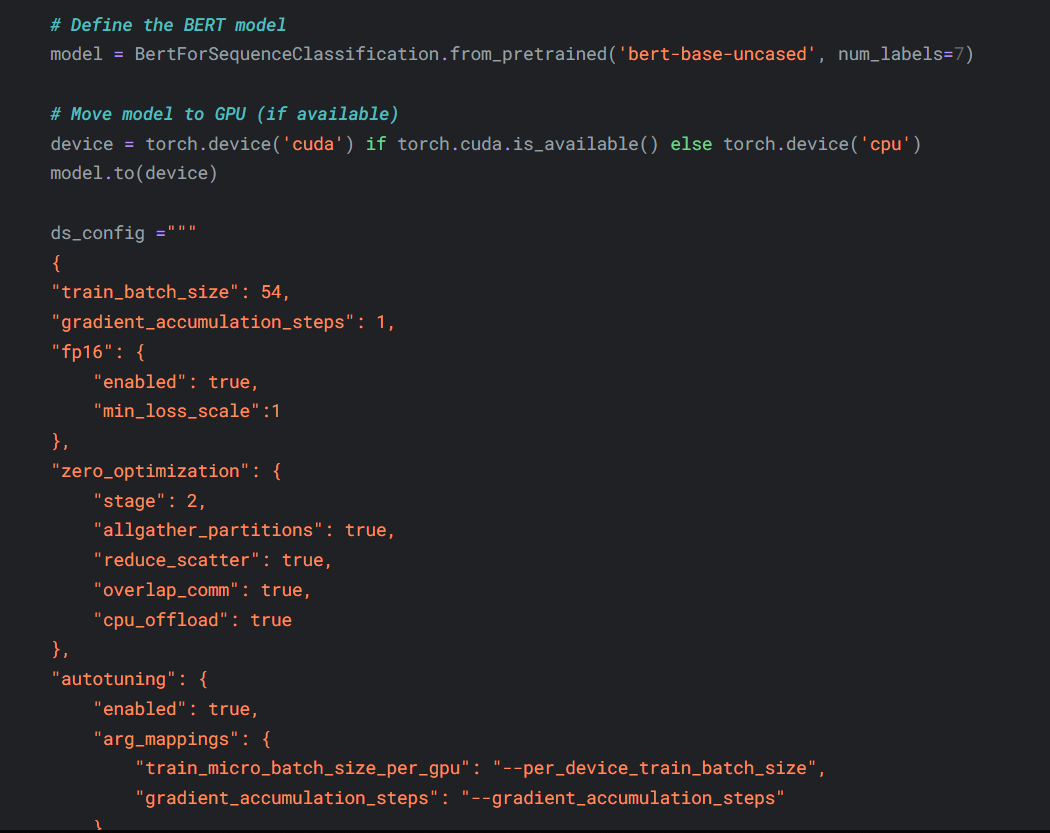 # Define the BERT model
model = BertForSequenceClassification.from_pretrained('bert-base-uncased', num_labels=7)
# Move model to GPU (if available)
device = torch.device('cuda') if torch.cuda.is_available() else torch.device('cpu')
model.to(device)
ds_config ="""
{
"train_batch_size": 54,
"gradient_accumulation_steps": 1,
"fp16": {
    "enabled": true,
    "min_loss_scale":1
},
"zero_optimization": {
    "stage": 2,
    "allgather_partitions": true,
    "reduce_scatter": true,
    "overlap_comm": true,
    "cpu_offload": true
},
"autotuning": {
    "enabled": true,
    "arg_mappings": {
        "train_micro_batch_size_per_gpu": "--per_device_train_batch_size",
        "gradient_accumulation_steps": "--gradient_accumulation_steps"
    }